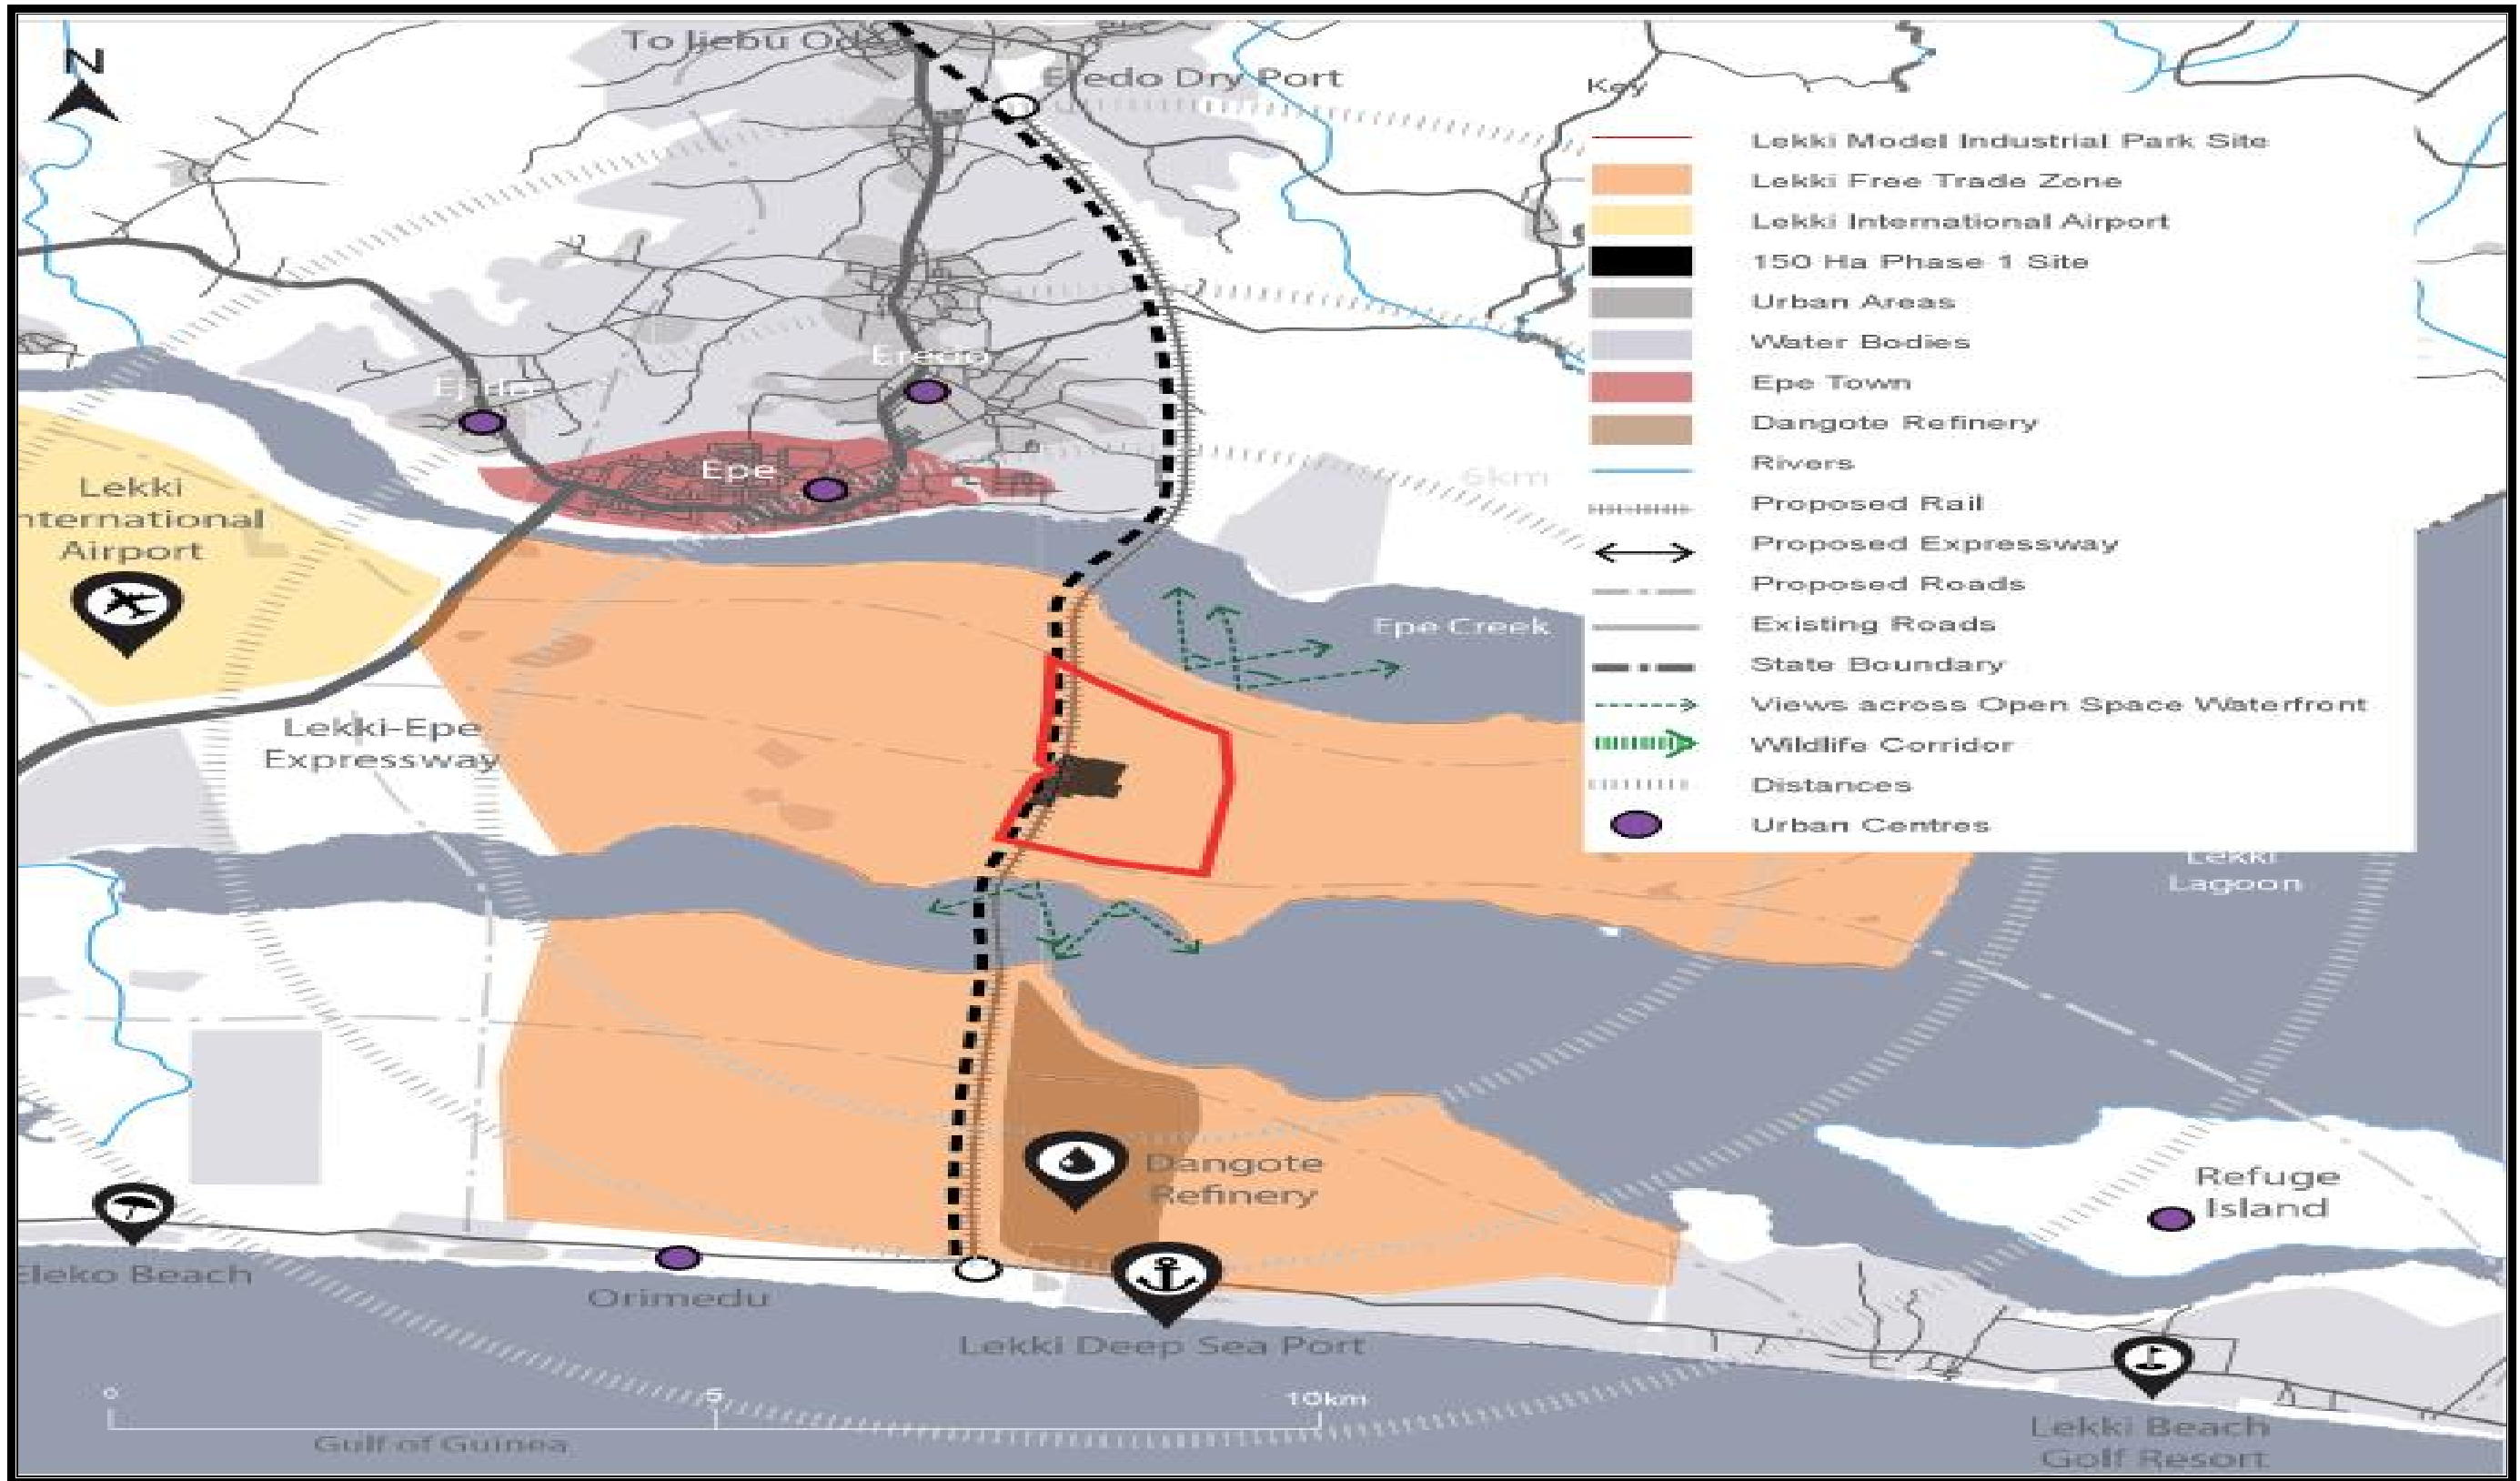 N
To Ijebu Ode
Eredo Dry Port
Key
Lekki Model Industrial Park Site
Lekki Free Trade Zone
Lekki International Airport
150 Ha Phase 1 Site
Urban Areas
Water Bodies
Epe Town
Dangote Refinery
Rivers
Proposed Rail
Proposed Expressway
Proposed Roads
Existing Roads
State Boundary
Views across Open Space Waterfront
Wildlife Corridor
Distances
Urban Centres
Eredo
Epe
6km
Lekki
nternational
Airport
Epe Creek
Lekki-Epe
Expressway
Lekki
Lagoon
Dangote
Refinery
Refuge
Island
Eleko Beach
Orimedu
Lekki Deep Sea Port
0
5
10km
Gulf of Guinea
Lekki Beach
Golf Resort